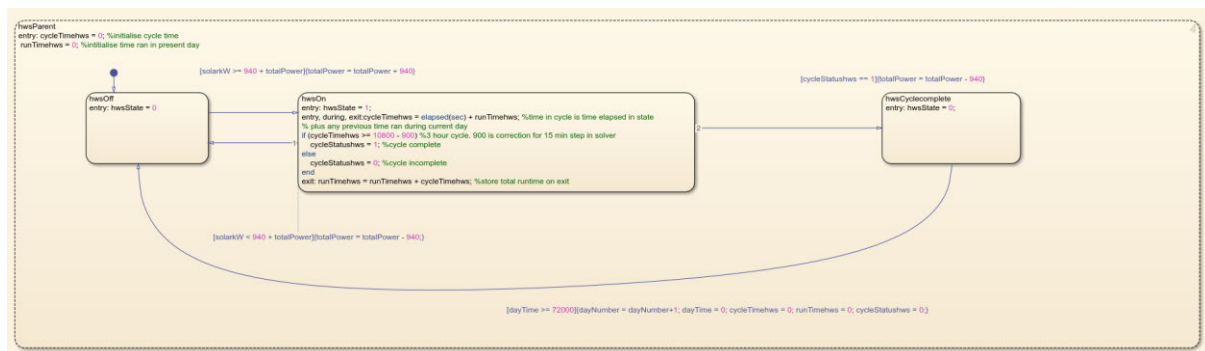 hwsParent
entry: cycleTimehws = 0; %initialise cycle time
runTimehws = 0; %intitialise time ran in present day
[solarkW >= 940 + totalPower]{totalPower = totalPower + 940}
[cycleStatushws == 1]{totalPower = totalPower - 940}
hwsOff
entry: hwsState = 0
hwsOn
entry: hwsState = 1;
entry, during, exit:cycleTimehws = elapsed(sec) + runTimehws; %time in cycle is time elapsed in state
% plus any previous time ran during current day
if (cycleTimehws >= 10800 - 900) %3 hour cycle. 900 is correction for 15 min step in solver
cycleStatushws = 1; %cycle complete
else
cycleStatushws = 0; %cycle incomplete
end
exit: runTimehws = runTimehws + cycleTimehws; %store total runtime on exit
1
2
hwsCyclecomplete
entry: hwsState = 0;
[solarkW < 940 + totalPower]{totalPower = totalPower - 940;}
[dayTime >= 72000]{dayNumber = dayNumber+1; dayTime = 0; cycleTimehws = 0; runTimehws = 0; cycleStatushws = 0;}